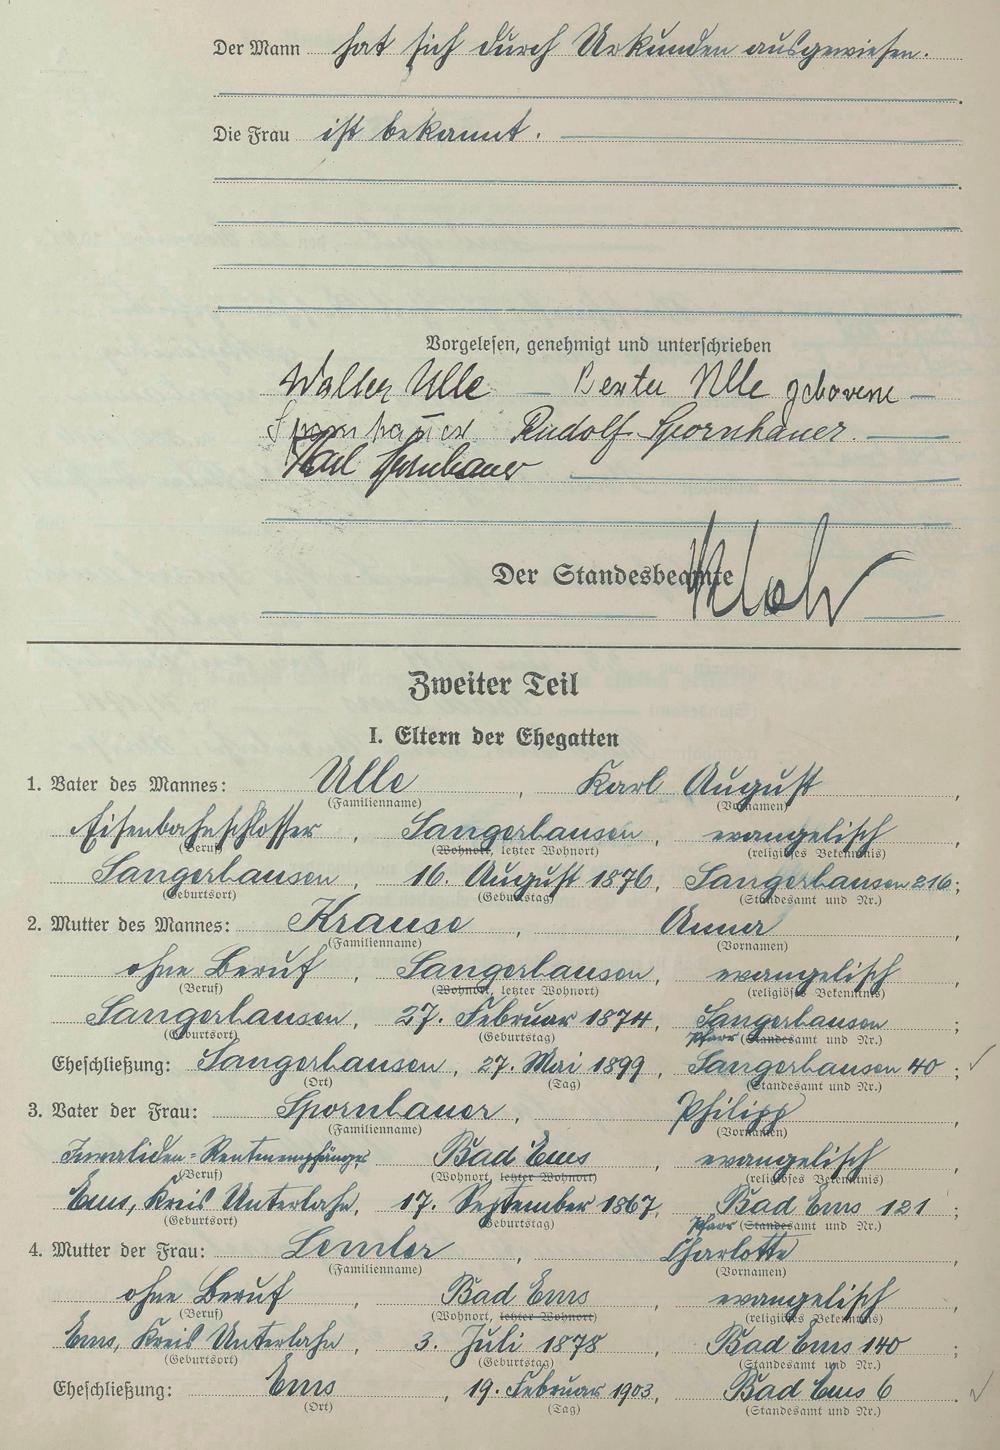 Der Mann hat sich durch Urkunden ausgewiesen.
Die Frau ist bekannt.
Vorgelesen, genehmigt und unterschrieben
Walter Ulle Berta Ulle geborene
Spornhauer Rudolf Spornhauer.
Karl Spornhauer
Der Standesbeamte
Zweiter Teil
I. Eltern der Ehegatten
1. Vater des Mannes: Ulle, Karl August,
(Familienname) (Vornamen)
Eisenbahnschlosser, Sangerhausen, evangelisch,
(Beruf) (Wohnort, letzter Wohnort) (religiöses Bekenntnis)
Sangerhausen, 16. August 1876, Sangerhausen 216;
(Geburtsort) (Geburtstag) (Standesamt und Nr.)
2. Mutter des Mannes: Krause, Anna,
(Familienname) (Vornamen)
ohne Beruf, Sangerhausen, evangelisch,
(Beruf) (Wohnort, letzter Wohnort) (religiöses Bekenntnis)
Sangerhausen, 27. Februar 1874, Sangerhausen;
(Geburtsort) (Geburtstag) Pfarr (Standesamt und Nr.)
Eheschließung: Sangerhausen, 27. Mai 1899, Sangerhausen 40;
(Ort) (Tag) (Standesamt und Nr.)
3. Vater der Frau: Spornhauer, Philipp,
(Familienname) (Vornamen)
Invaliden-Rentenempfänger, Bad Ems, evangelisch,
(Beruf) (Wohnort, letzter Wohnort) (religiöses Bekenntnis)
Ems, Kreis Unterlahn, 17. September 1867, Bad Ems 121;
(Geburtsort) (Geburtstag) Pfarr (Standesamt und Nr.)
4. Mutter der Frau: Lemler, Charlotte,
(Familienname) (Vornamen)
ohne Beruf, Bad Ems, evangelisch,
(Beruf) (Wohnort, letzter Wohnort) (religiöses Bekenntnis)
Ems, Kreis Unterlahn, 3. Juli 1878, Bad Ems 140;
(Geburtsort) (Geburtstag) (Standesamt und Nr.)
Eheschließung: Ems, 19. Februar 1903, Bad Ems 6
(Ort) (Tag) (Standesamt und Nr.)